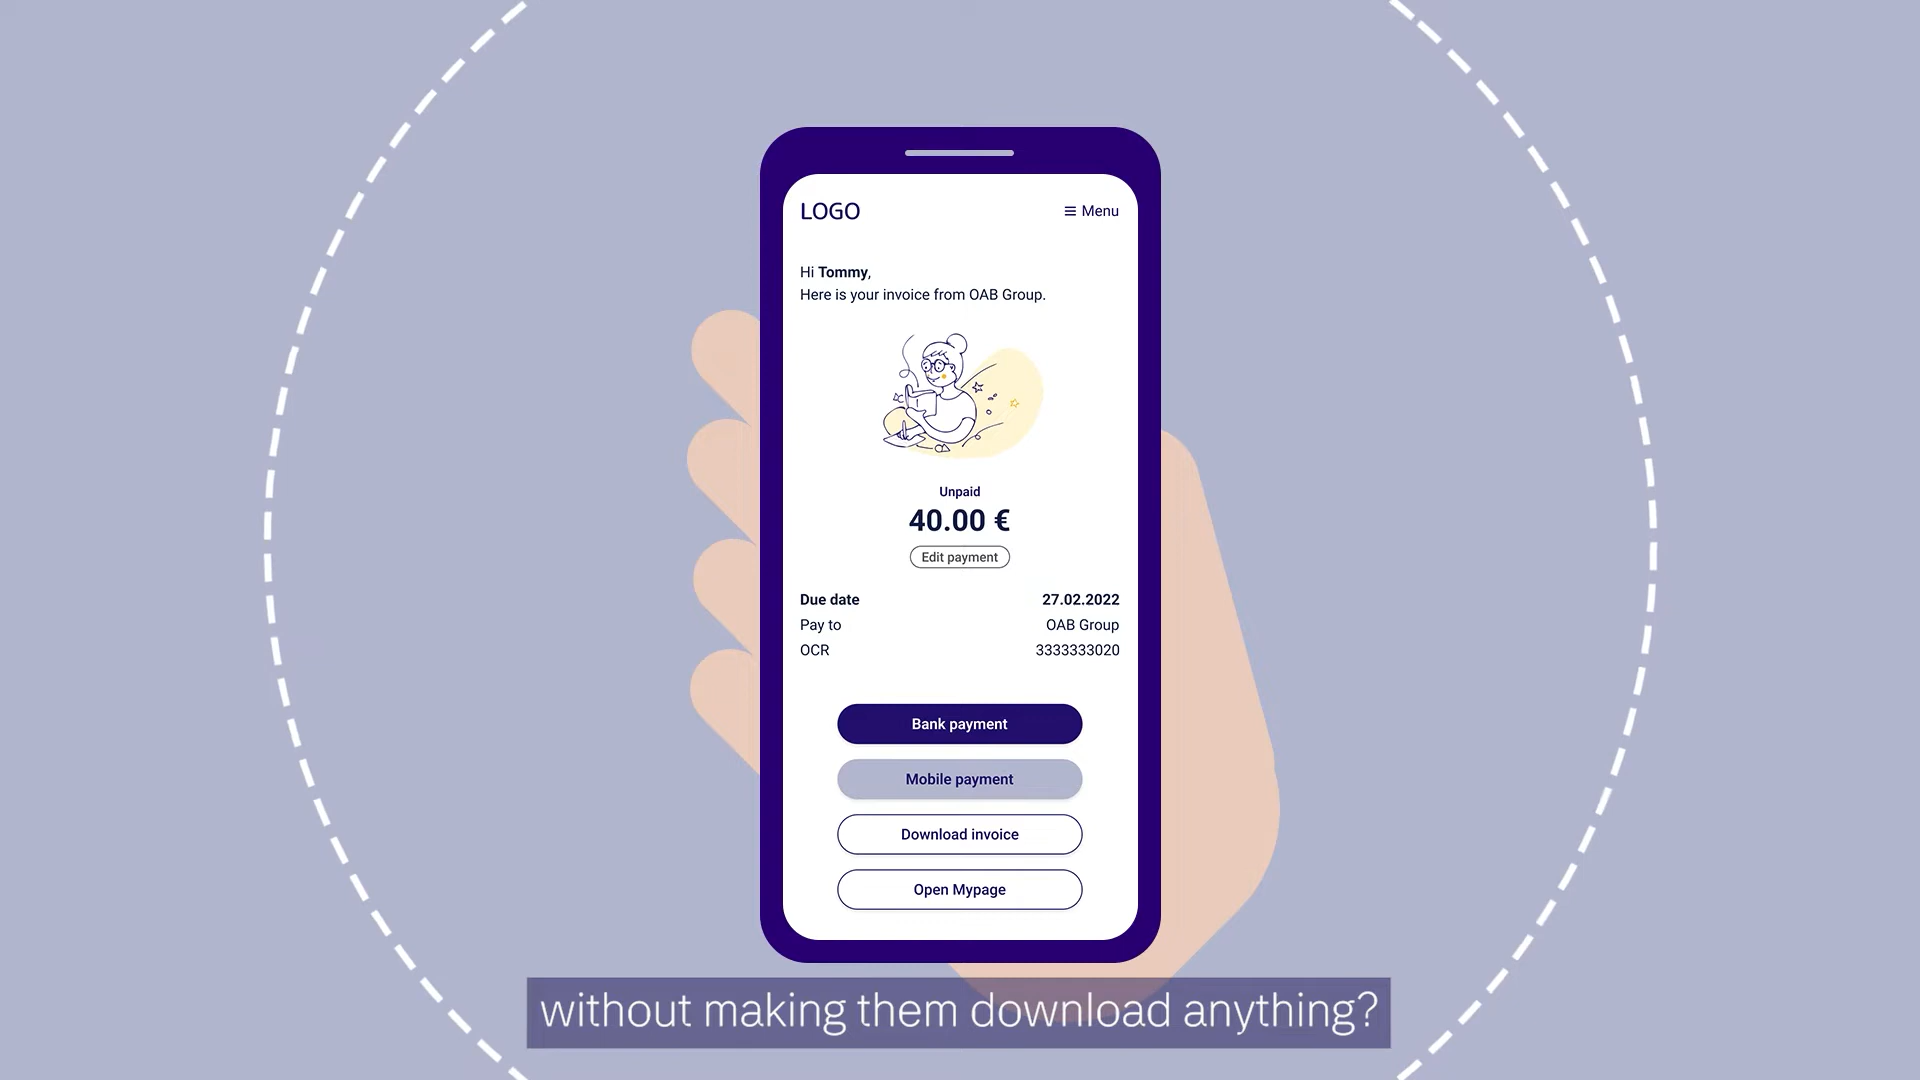 LOGO
Menu
Hi Tommy,
Here is your invoice from OAB Group.
Unpaid
40.00 €
Edit payment
Due date 27.02.2022
Pay to OAB Group
OCR 3333333020
Bank payment
Mobile payment
Download invoice
Open Mypage
without making them download anything?